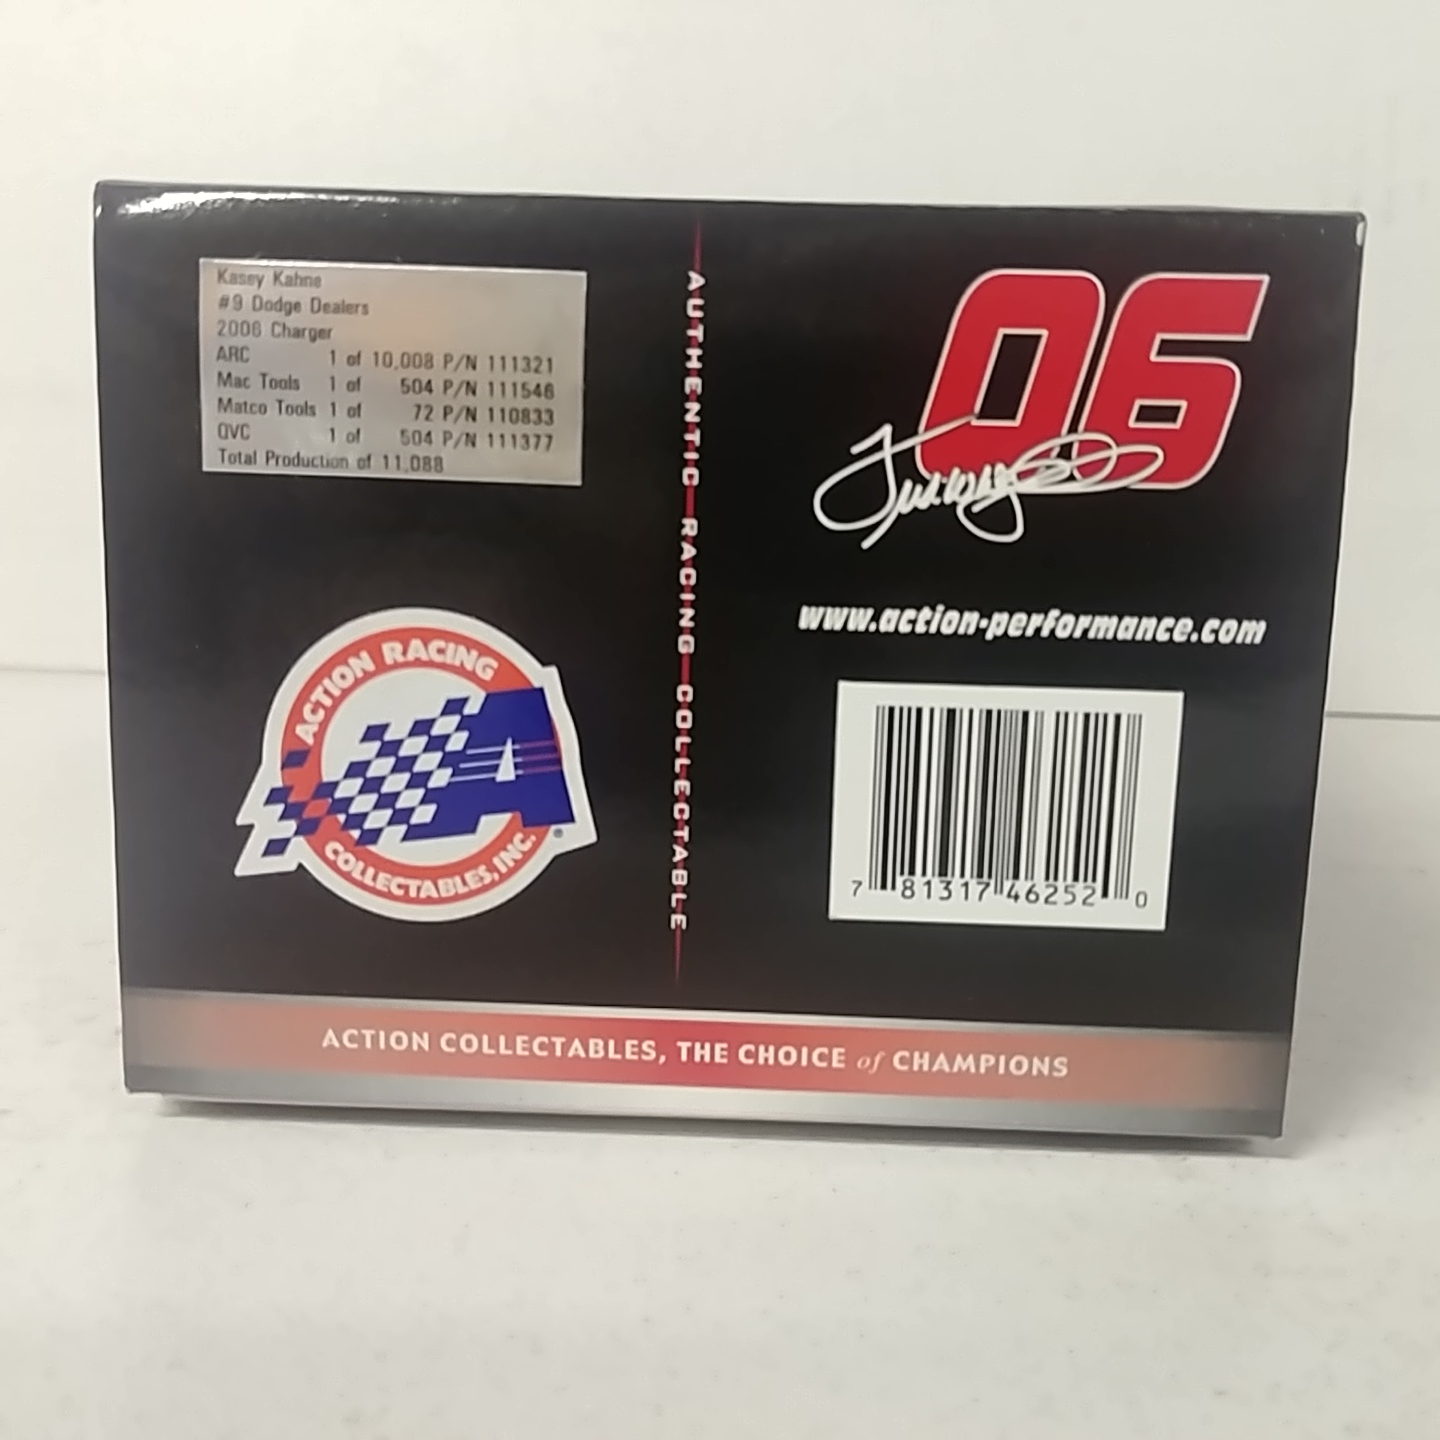 Kasey Kahne
#9 Dodge Dealers
2006 Charger
ARC 1 of 10,008 P/N 111321
Mac Tools 1 of 504 P/N 111546
Matco Tools 1 of 72 P/N 110833
QVC 1 of 504 P/N 111377
Total Production of 11,088
AUTHENTIC RACING COLLECTABLE
06
www.action-performance.com
ACTION RACING
A
COLLECTABLES, INC.
®
7 81317 46252 0
ACTION COLLECTABLES, THE CHOICE of CHAMPIONS